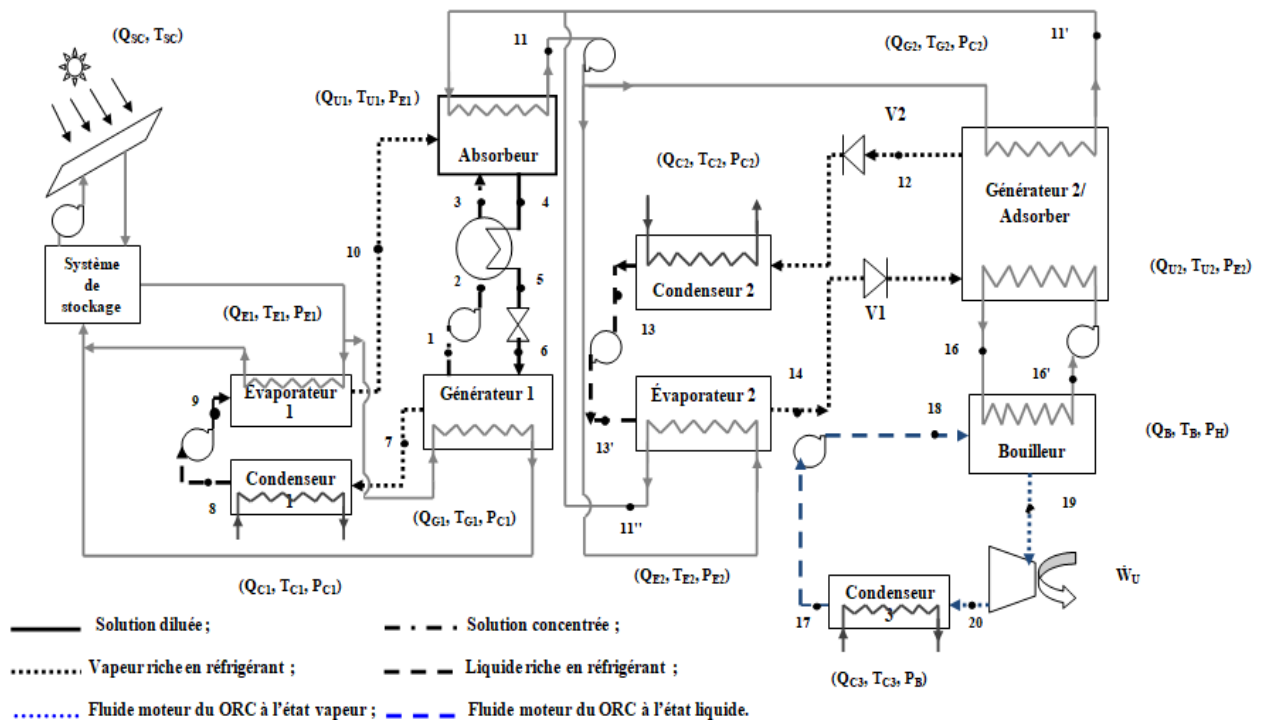 (QSC, TSC)
11
(QG2, TG2, PC2)
11'
(QU1, TU1, PE1)
V2
Absorbeur
(QC2, TC2, PC2)
12
Générateur 2/
Adsorber
3
4
10
Système
de
stockage
2
5
Condenseur 2
(QU2, TU2, PE2)
V1
(QE1, TE1, PE1)
13
1
6
16
16'
Évaporateur
1
9
Générateur 1
Évaporateur 2
14
18
7
13'
(QB, TB, PH)
Bouilleur
Condenseur
1
8
19
(QG1, TG1, PC1)
11"
(QE2, TE2, PE2)
ẆU
(QC1, TC1, PC1)
Condenseur
3
17
20
Solution diluée ;
Solution concentrée ;
Vapeur riche en réfrigérant ;
Liquide riche en réfrigérant ;
(QC3, TC3, PB)
Fluide moteur du ORC à l'état vapeur ;
Fluide moteur du ORC à l'état liquide.